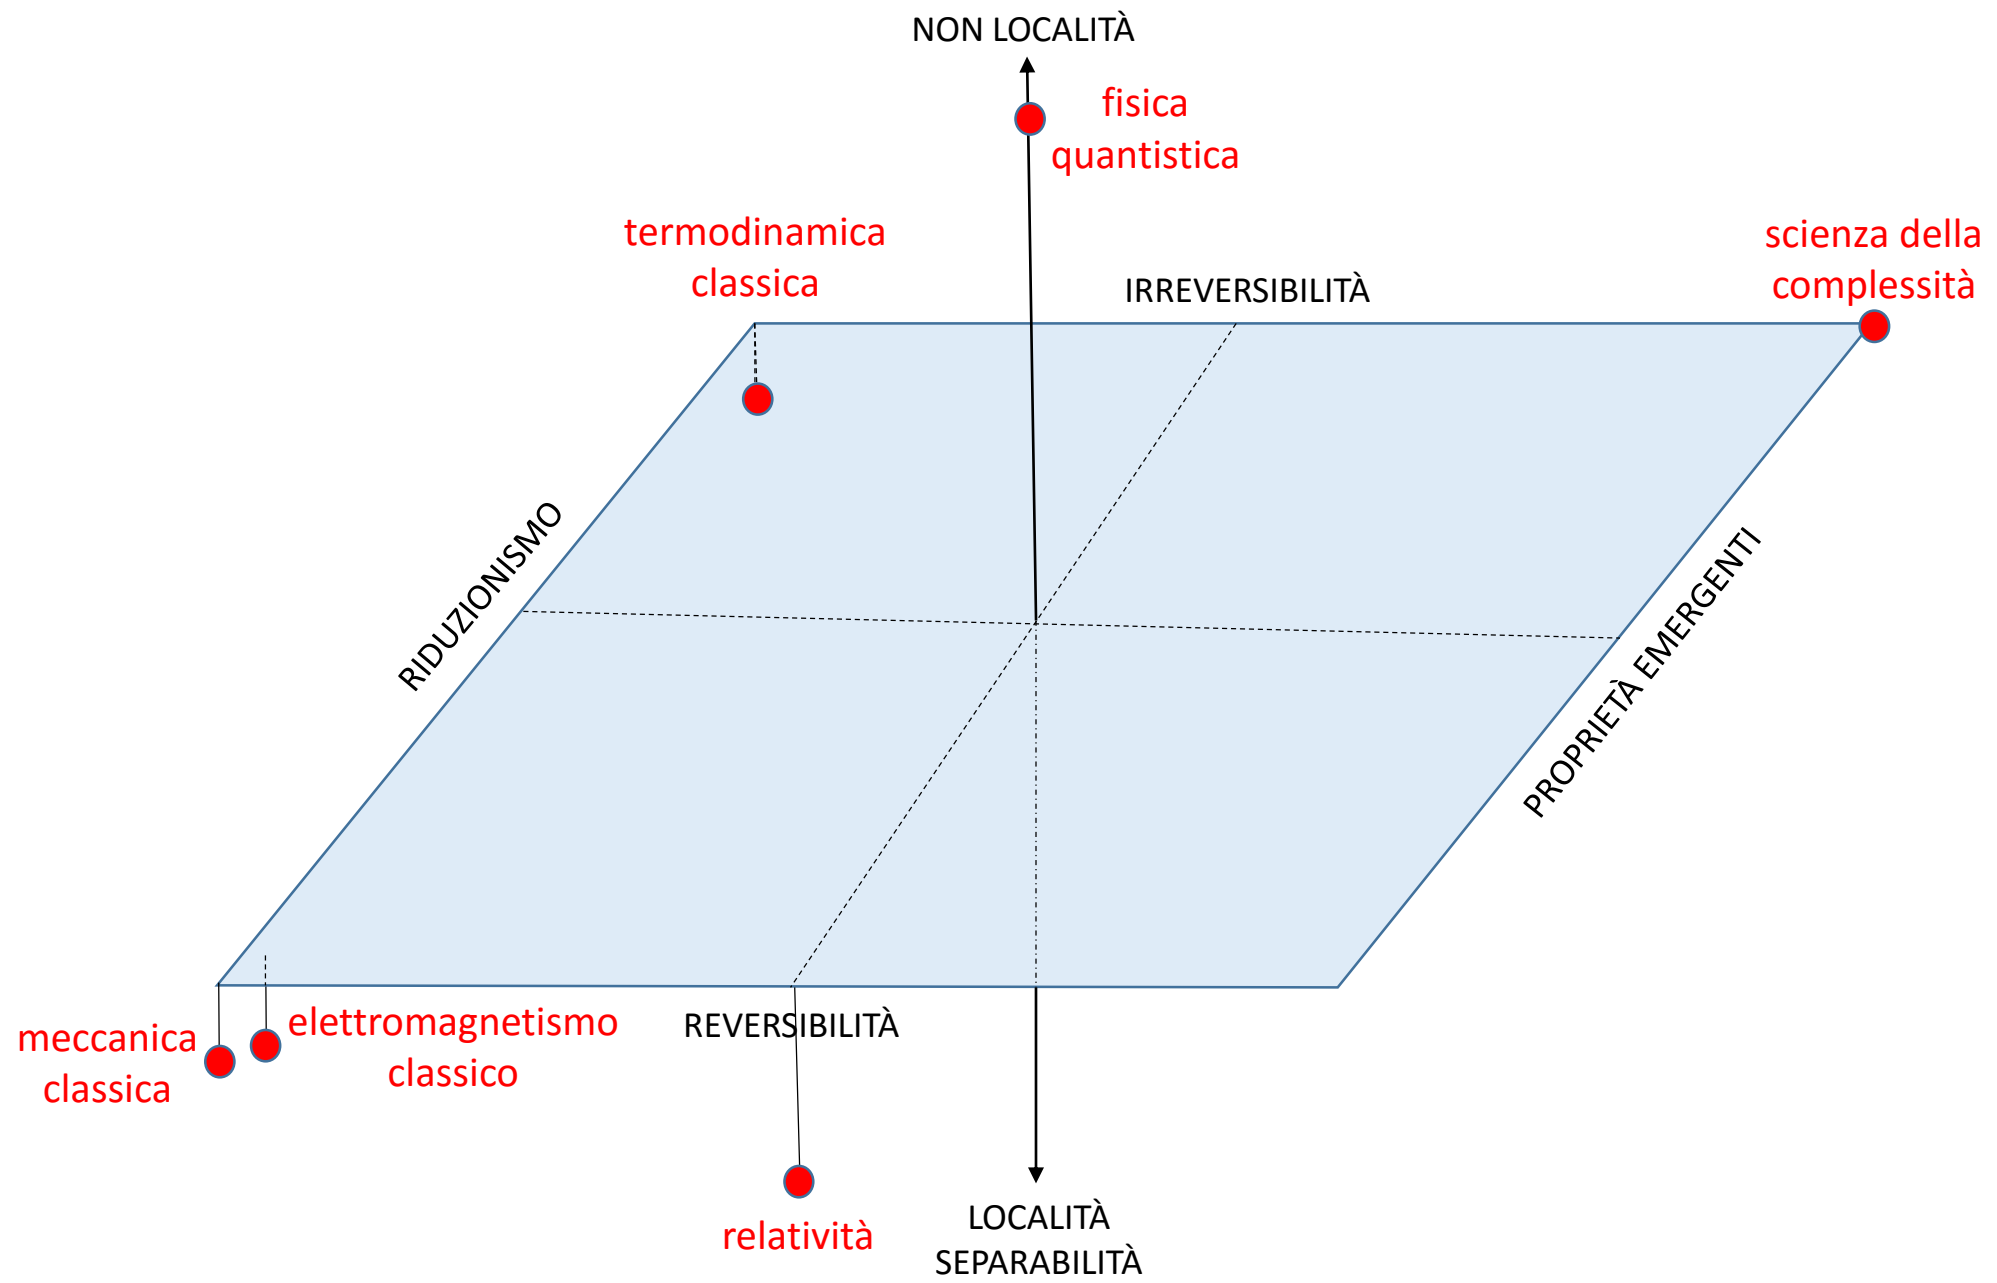 NON LOCALITÀ
fisica
quantistica
termodinamica
classica
scienza della
complessità
IRREVERSIBILITÀ
RIDUZIONISMO
PROPRIETÀ EMERGENTI
meccanica
classica
elettromagnetismo
classico
REVERSIBILITÀ
relatività
LOCALITÀ
SEPARABILITÀ